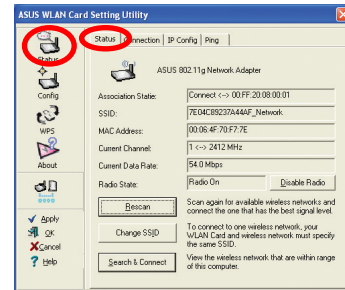 ASUS WLAN Card Setting Utility
Status
Status Connection IP Config Ping
ASUS 802.11g Network Adapter
Config
Association Statie: Connect <--> 00:FF:20:08:00:01
SSID: 7E04C89237A44AF_Network
WPS
MAC Address: 00:06:4F:70:F7:7E
Current Channel: 1 <--> 2412 MHz
About
Current Data Rate: 54.0 Mbps
Radio State: Radio On Disable Radio
Rescan Scan again for available wireless networks and
connect the one that has the best signal level.
Apply
OK
Change SSID To connect to one wireless network, your
WLAN Card and wireless network must specify
the same SSID.
Cancel
Help
Search & Connect View the wireless network that are within range
of this computer.